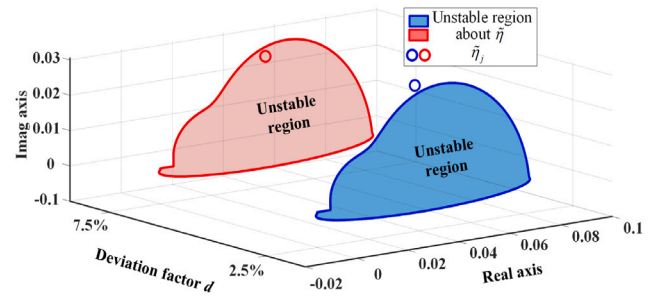 Unstable region
about η̃
η̃ⱼ
0.03
0.02
0.01
0
-0.1
Imag axis
Unstable
region
Unstable
region
7.5%
2.5%
Deviation factor d
-0.02
0
0.02
0.04
0.06
0.08
0.1
Real axis